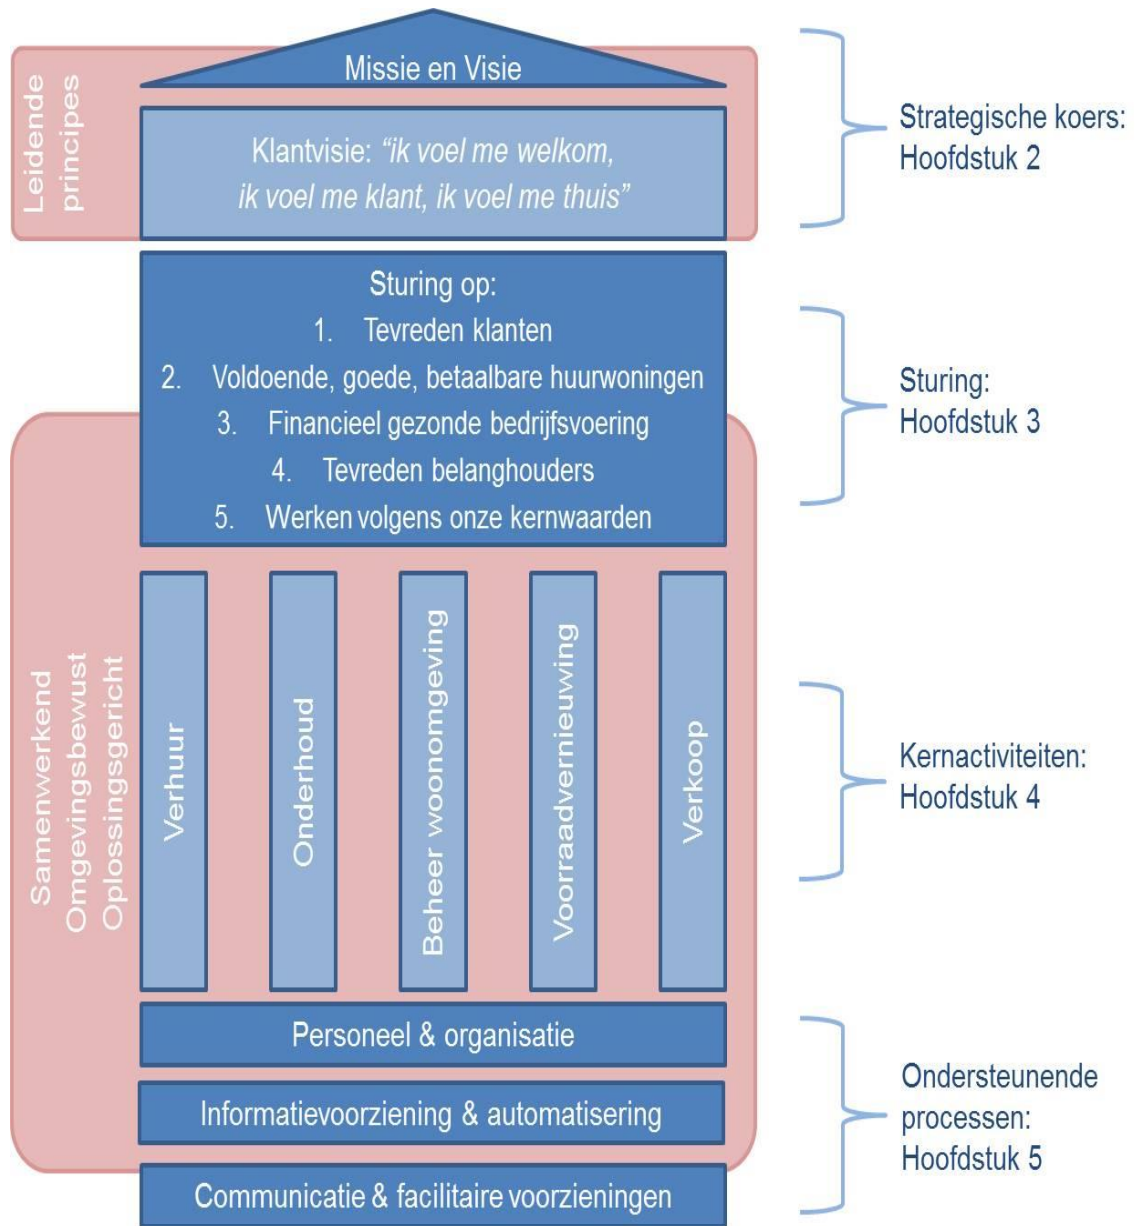 Leidende
principes
Missie en Visie
Klantvisie: “ik voel me welkom,
ik voel me klant, ik voel me thuis”
Strategische koers:
Hoofdstuk 2
Sturing op:
1. Tevreden klanten
2. Voldoende, goede, betaalbare huurwoningen
3. Financieel gezonde bedrijfsvoering
4. Tevreden belanghouders
5. Werken volgens onze kernwaarden
Sturing:
Hoofdstuk 3
Samenwerkend
Omgevingsbewust
Oplossingsgericht
Verhuur
Onderhoud
Beheer woonomgeving
Voorraadvernieuwing
Verkoop
Kernactiviteiten:
Hoofdstuk 4
Personeel & organisatie
Informatievoorziening & automatisering
Communicatie & facilitaire voorzieningen
Ondersteunende
processen:
Hoofdstuk 5